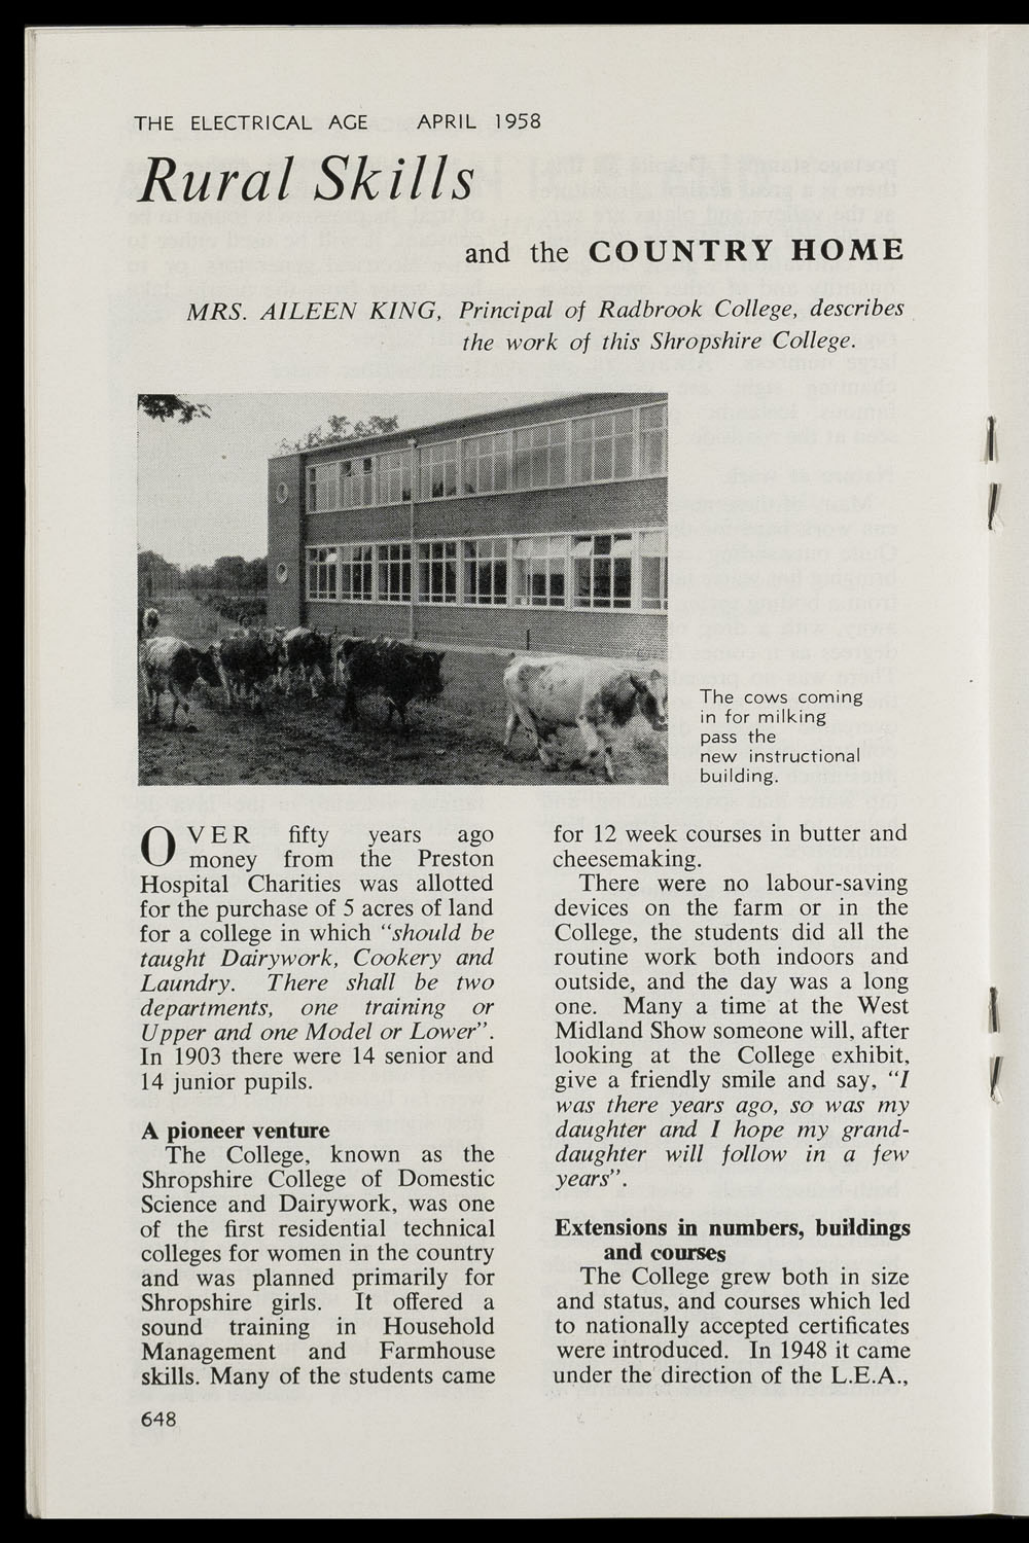 THE ELECTRICAL AGE APRIL 1958
Rural Skills
and the COUNTRY HOME
MRS. AILEEN KING, Principal of Radbrook College, describes
the work of this Shropshire College.
The cows coming
in for milking
pass the
new instructional
building.
OVER fifty years ago
money from the Preston
Hospital Charities was allotted
for the purchase of 5 acres of land
for a college in which “should be
taught Dairywork, Cookery and
Laundry. There shall be two
departments, one training or
Upper and one Model or Lower”.
In 1903 there were 14 senior and
14 junior pupils.
A pioneer venture
The College, known as the
Shropshire College of Domestic
Science and Dairywork, was one
of the first residential technical
colleges for women in the country
and was planned primarily for
Shropshire girls. It offered a
sound training in Household
Management and Farmhouse
skills. Many of the students came
for 12 week courses in butter and
cheesemaking.
There were no labour-saving
devices on the farm or in the
College, the students did all the
routine work both indoors and
outside, and the day was a long
one. Many a time at the West
Midland Show someone will, after
looking at the College exhibit,
give a friendly smile and say, “I
was there years ago, so was my
daughter and I hope my grand-
daughter will follow in a few
years”.
Extensions in numbers, buildings
and courses
The College grew both in size
and status, and courses which led
to nationally accepted certificates
were introduced. In 1948 it came
under the direction of the L.E.A.,
648